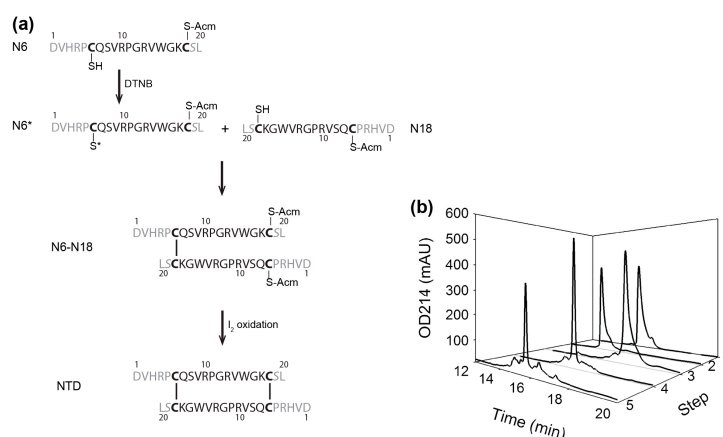 (a)
S-Acm
1 10 20
N6 DVHRPCQSVRPGRVWGKCSL
SH
DTNB
S-Acm
1 10 20 SH
N6* DVHRPCQSVRPGRVWGKCSL + LSCKGWVRGPRVSQCPRHVD N18
S* 20 10 1
S-Acm
S-Acm
1 10 20
DVHRPCQSVRPGRVWGKCSL
N6-N18
LSCKGWVRGPRVSQCPRHVD
20 10 1
S-Acm
I2 oxidation
1 10 20
DVHRPCQSVRPGRVWGKCSL
NTD
LSCKGWVRGPRVSQCPRHVD
20 10 1
(b)
600
500
400
300
200
100
OD214 (mAU)
12 14 16 18 20
Time (min)
5 4 3 2
Step